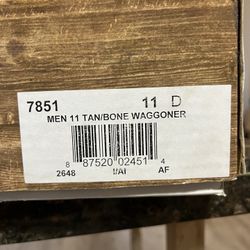 7851 11 D
MEN 11 TAN/BONE WAGGONER
8 87520 02451 4
2648 I/AI AF